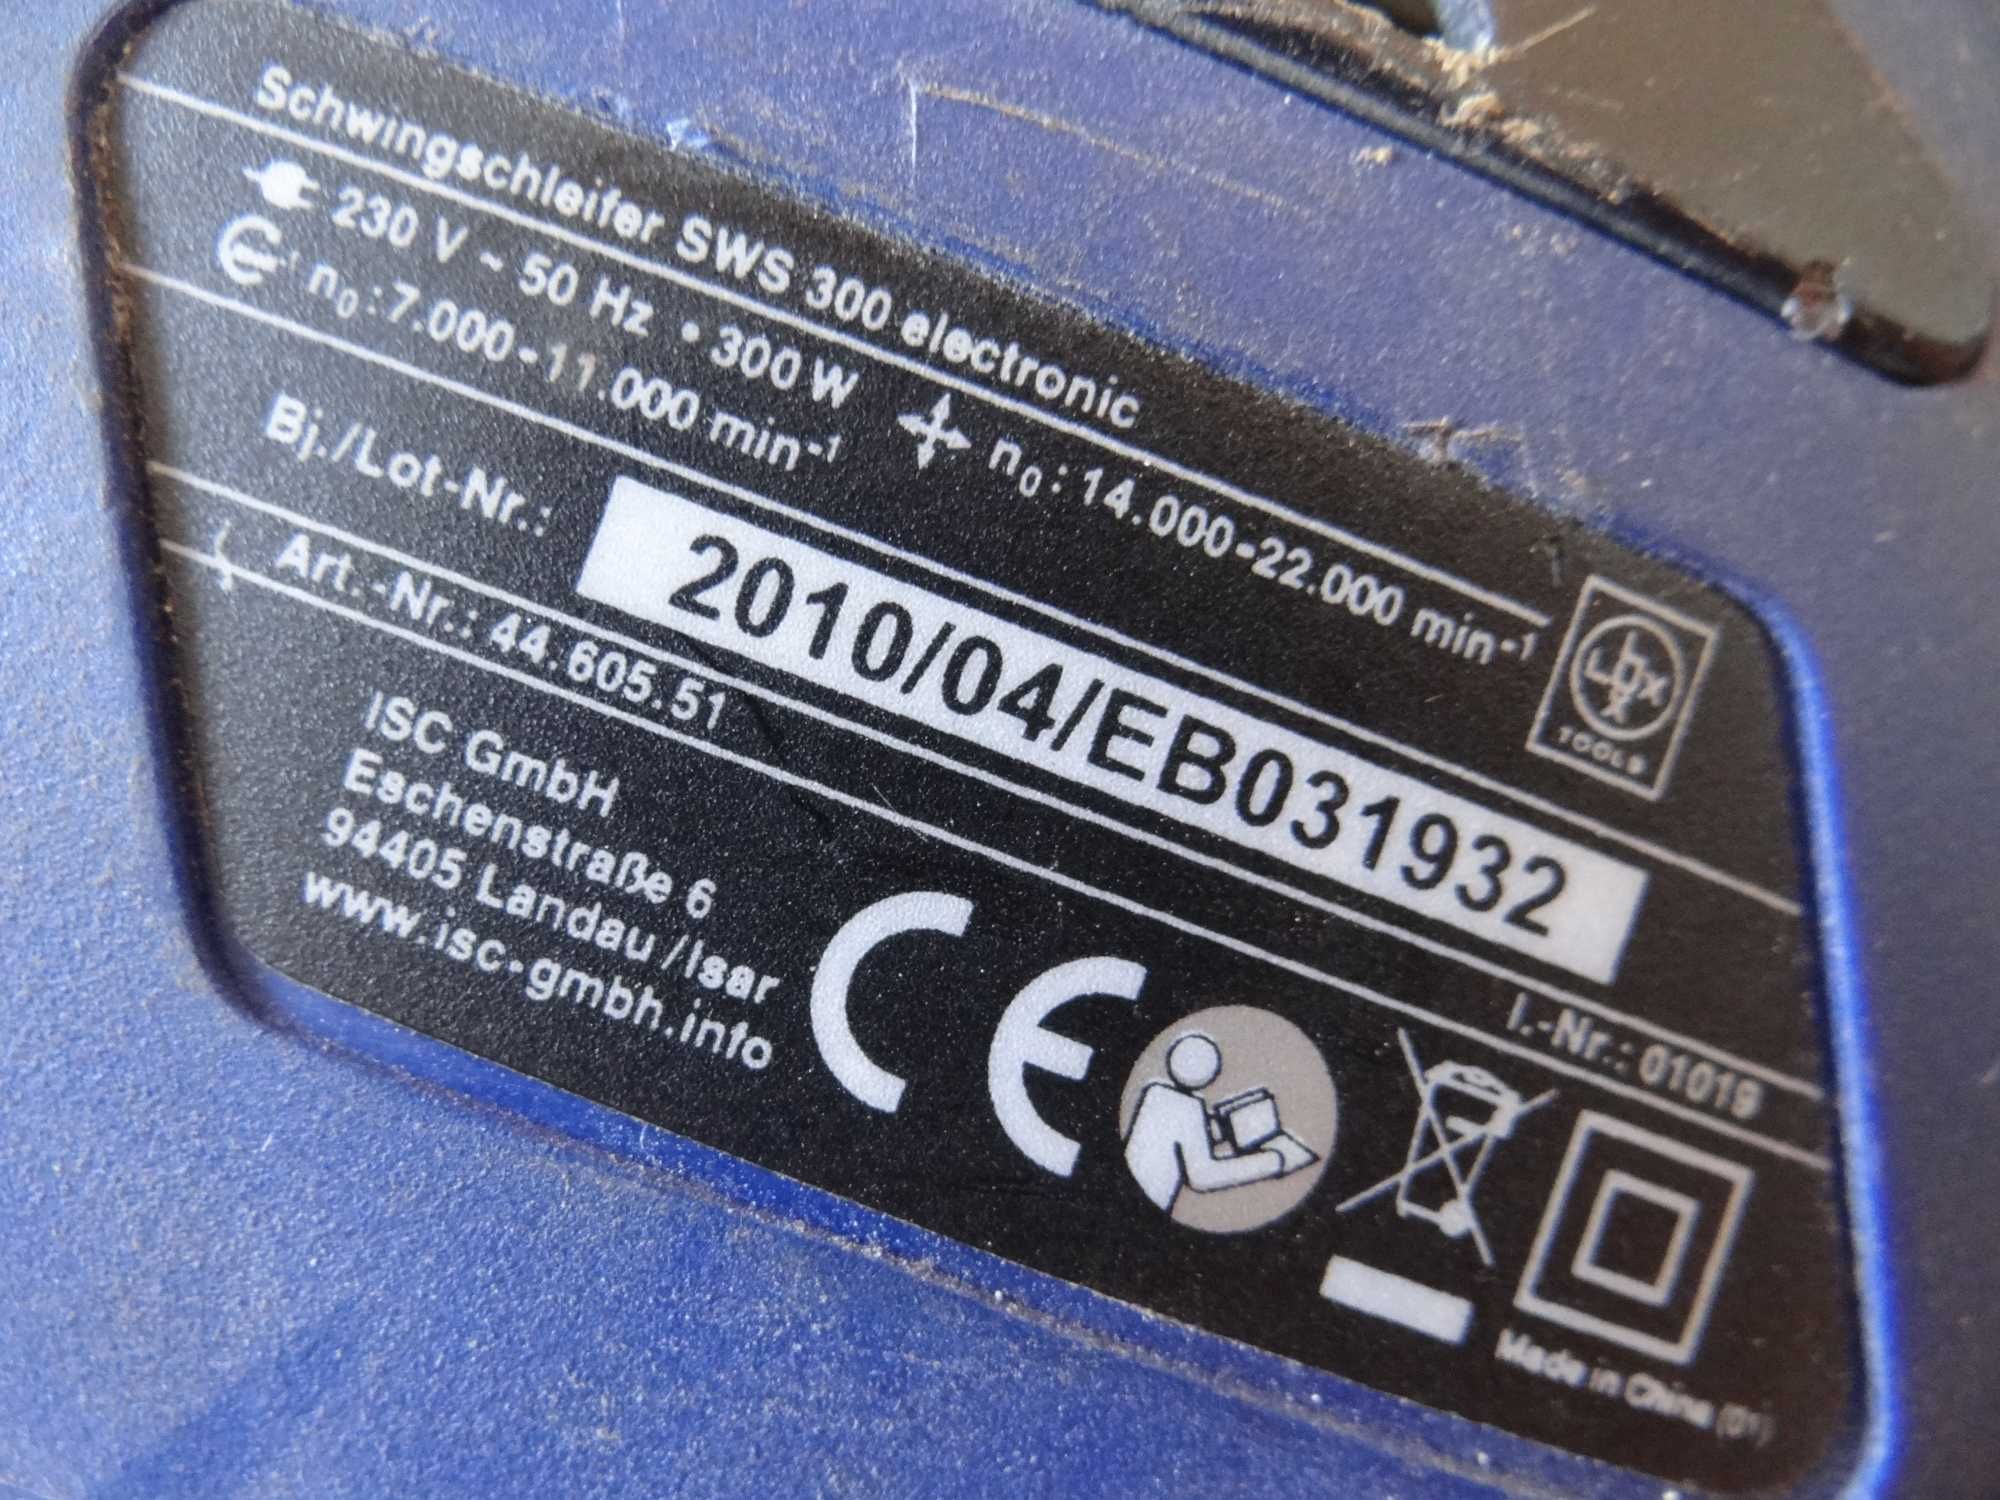 Schwingschleifer SWS 300 electronic
230 V ~ 50 Hz • 300 W
n₀: 7.000-11.000 min⁻¹ n₀: 14.000-22.000 min⁻¹
LUX
TOOLS
Bj./Lot-Nr.: 2010/04/EB031932
Art.-Nr.: 44.605.51 I.-Nr.: 01019
ISC GmbH
Eschenstraße 6
94405 Landau/Isar
www.isc-gmbh.info
CE
Made in China (01)